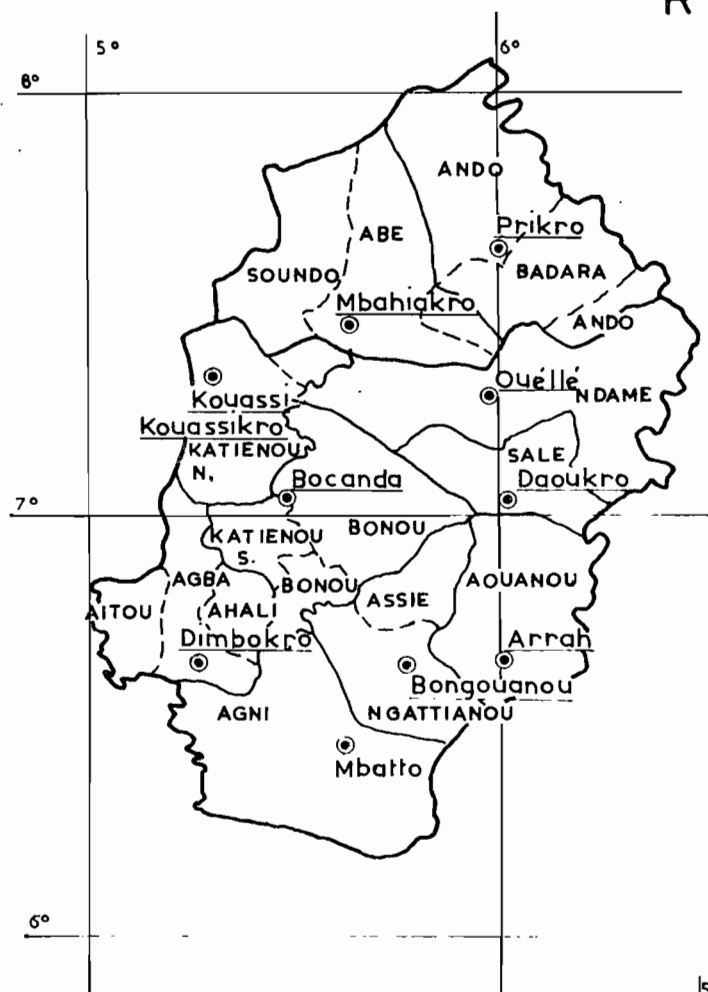 R
5°
6°
8°
ANDO
Prikro
ABE
BADARA
SOUNDO
Mbahiakro
ANDO
Ouéllé
NDAME
Kouassi
Kouassikro
KATIENOU
N.
SALE
Bocanda
Daoukro
7°
BONOU
KATIENOU
S.
AGBA
BONOU
AOUANOU
AITOU
AHALI
ASSIE
Dimbokro
Arrah
Bongouanou
AGNI
NGATTIANOU
Mbatto
6°